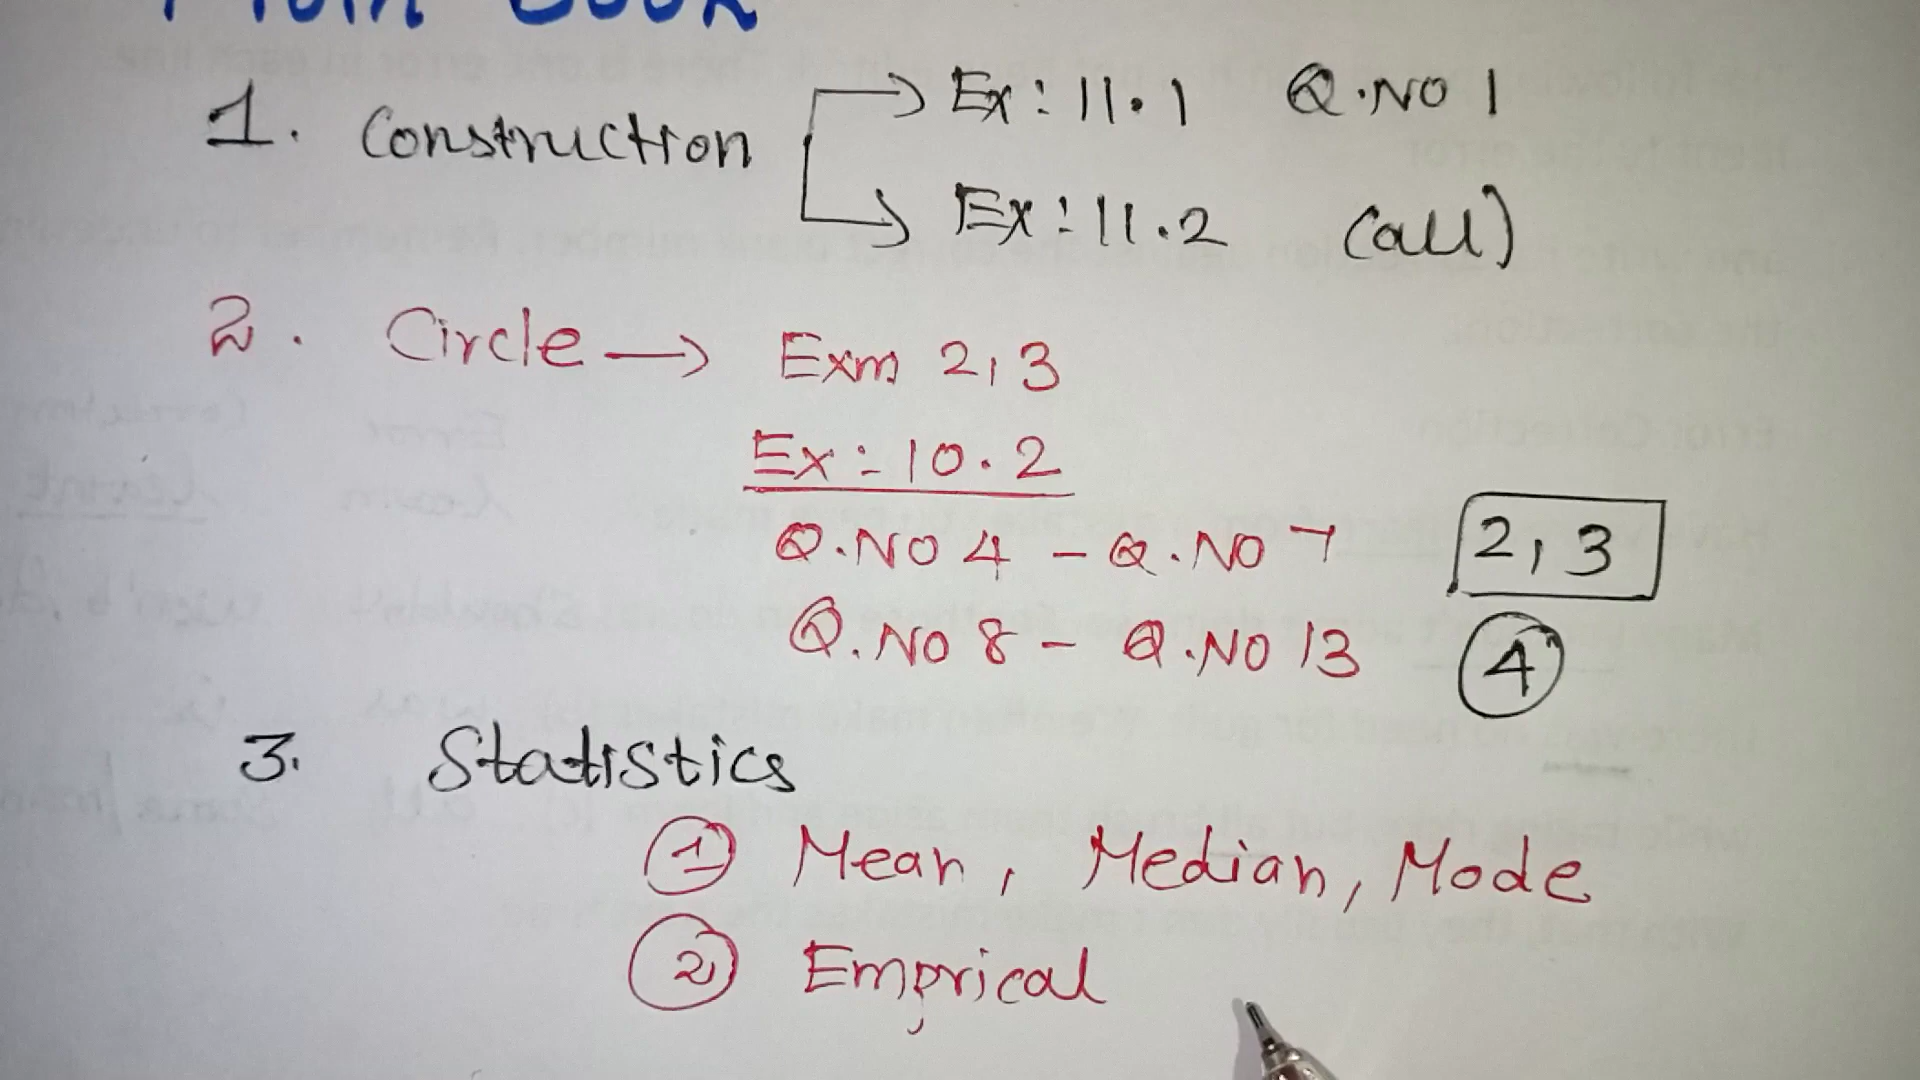 1. Construction → Ex: 11.1 Q.NO 1
→ Ex: 11.2 (all)
2. Circle → Exm 2,3
Ex: 10.2
Q.NO 4 - Q.NO 7 2,3
Q.NO 8 - Q.NO 13 4
3. Statistics
1 Mean, Median, Mode
2 Emprical